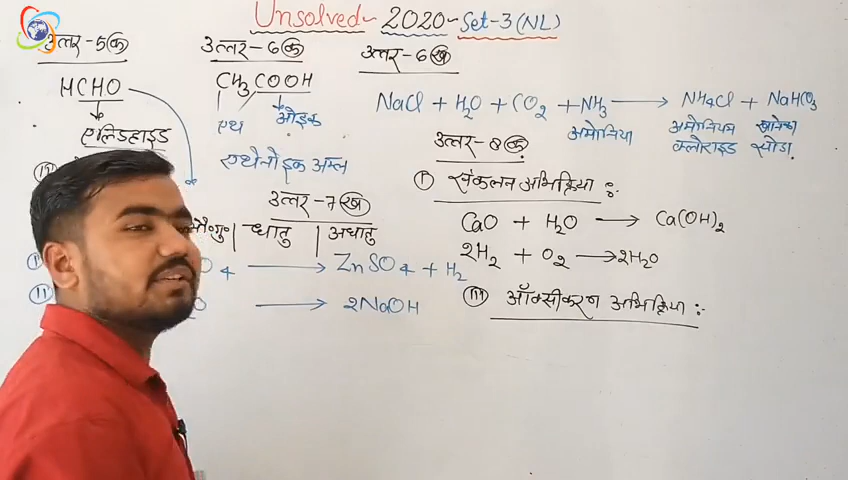 Unsolved - 2020 - Set-3 (NL)
उत्तर-5 (क)
HCHO
एल्डिहाइड
उत्तर-6 (क)
CH3COOH
एथ ओइक
एथेनोइक अम्ल
उत्तर-6 (ख)
NaCl + H2O + CO2 + NH3 → NH4Cl + NaHCO3
अमोनिया अमोनियम
क्लोराइड सोडा
उत्तर-7 (ख)
धातु | अधातु
4 → ZnSO4 + H2
→ 2NaOH
उत्तर-8 (क)
(i) संकलन अभिक्रिया :-
CaO + H2O → Ca(OH)2
2H2 + O2 → 2H2O
(iii) ऑक्सीकरण अभिक्रिया :-